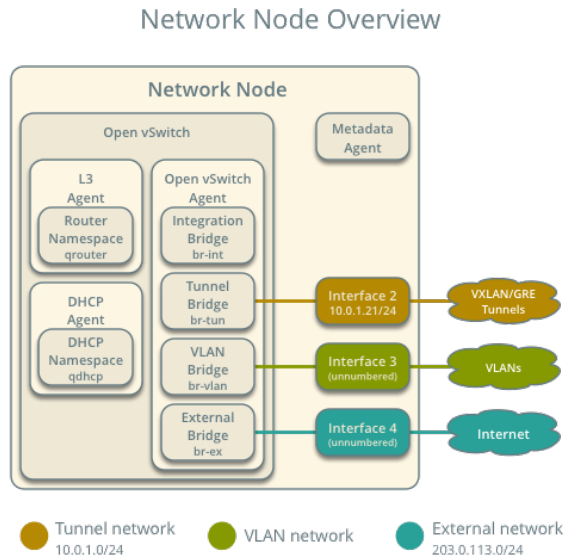 Network Node Overview
Network Node
Open vSwitch
Metadata
Agent
L3
Agent
Router
Namespace
qrouter
DHCP
Agent
DHCP
Namespace
qdhcp
Open vSwitch
Agent
Integration
Bridge
br-int
Tunnel
Bridge
br-tun
VLAN
Bridge
br-vlan
External
Bridge
br-ex
Interface 2
10.0.1.21/24
VXLAN/GRE
Tunnels
Interface 3
(unnumbered)
VLANs
Interface 4
(unnumbered)
Internet
Tunnel network
10.0.1.0/24
VLAN network
External network
203.0.113.0/24